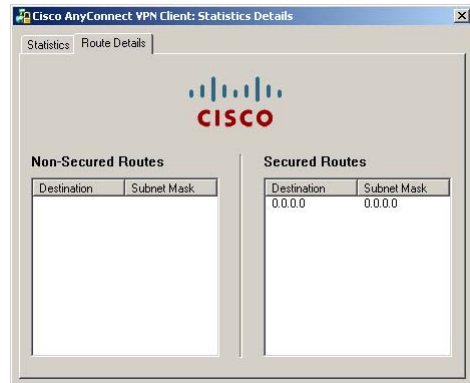 Cisco AnyConnect VPN Client: Statistics Details
Statistics
Route Details
CISCO
Non-Secured Routes
Destination Subnet Mask
Secured Routes
Destination Subnet Mask
0.0.0.0 0.0.0.0